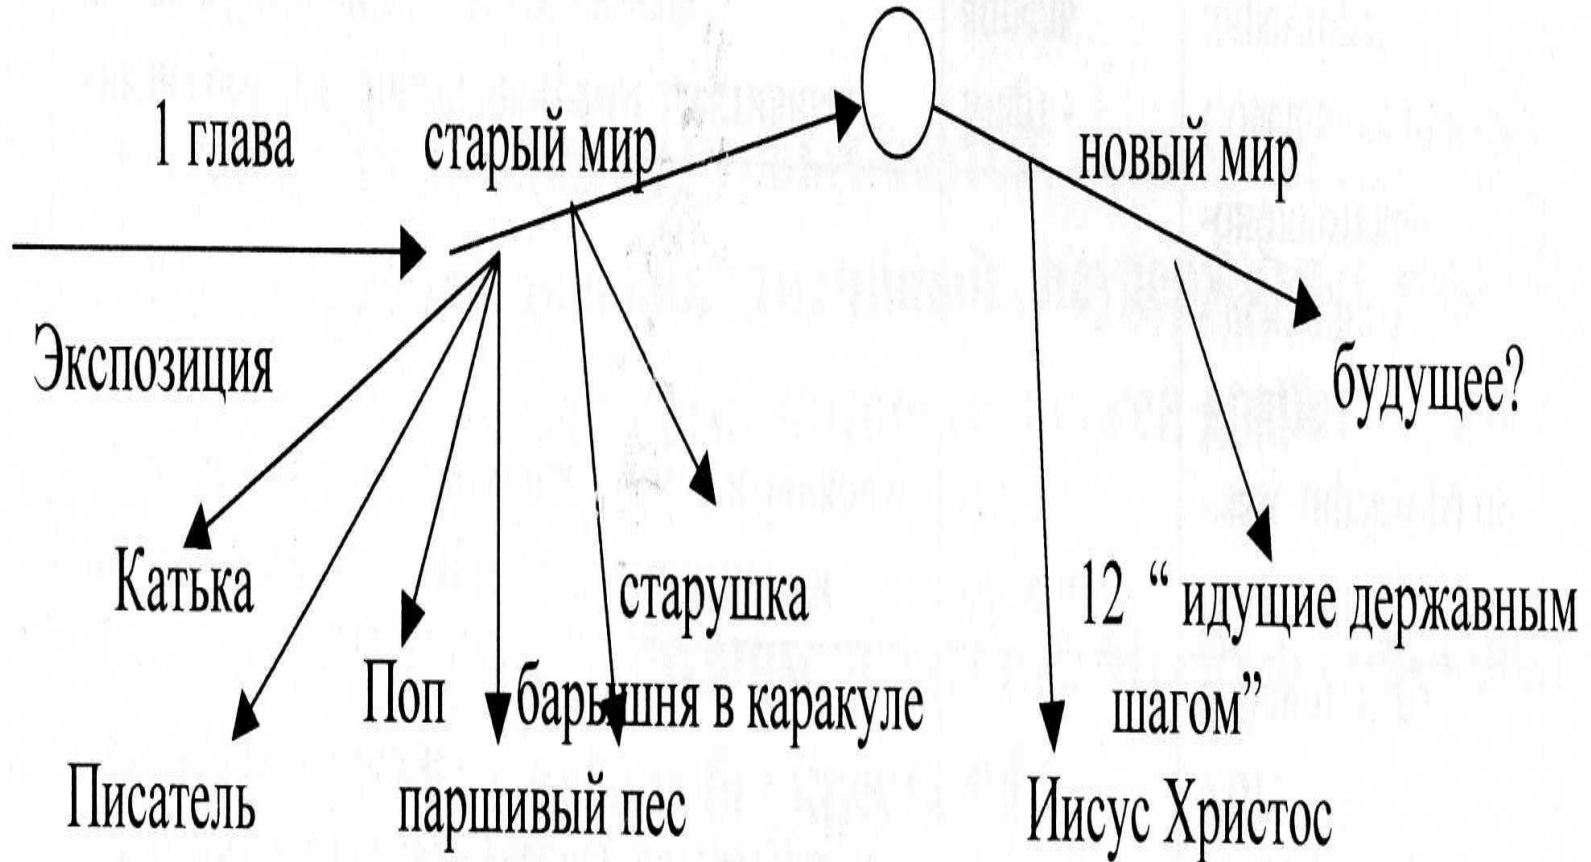 1 глава
старый мир
новый мир
Экспозиция
будущее?
Катька
старушка
12 “ идущие державным
шагом”
Поп
барышня в каракуле
Писатель
паршивый пес
Иисус Христос